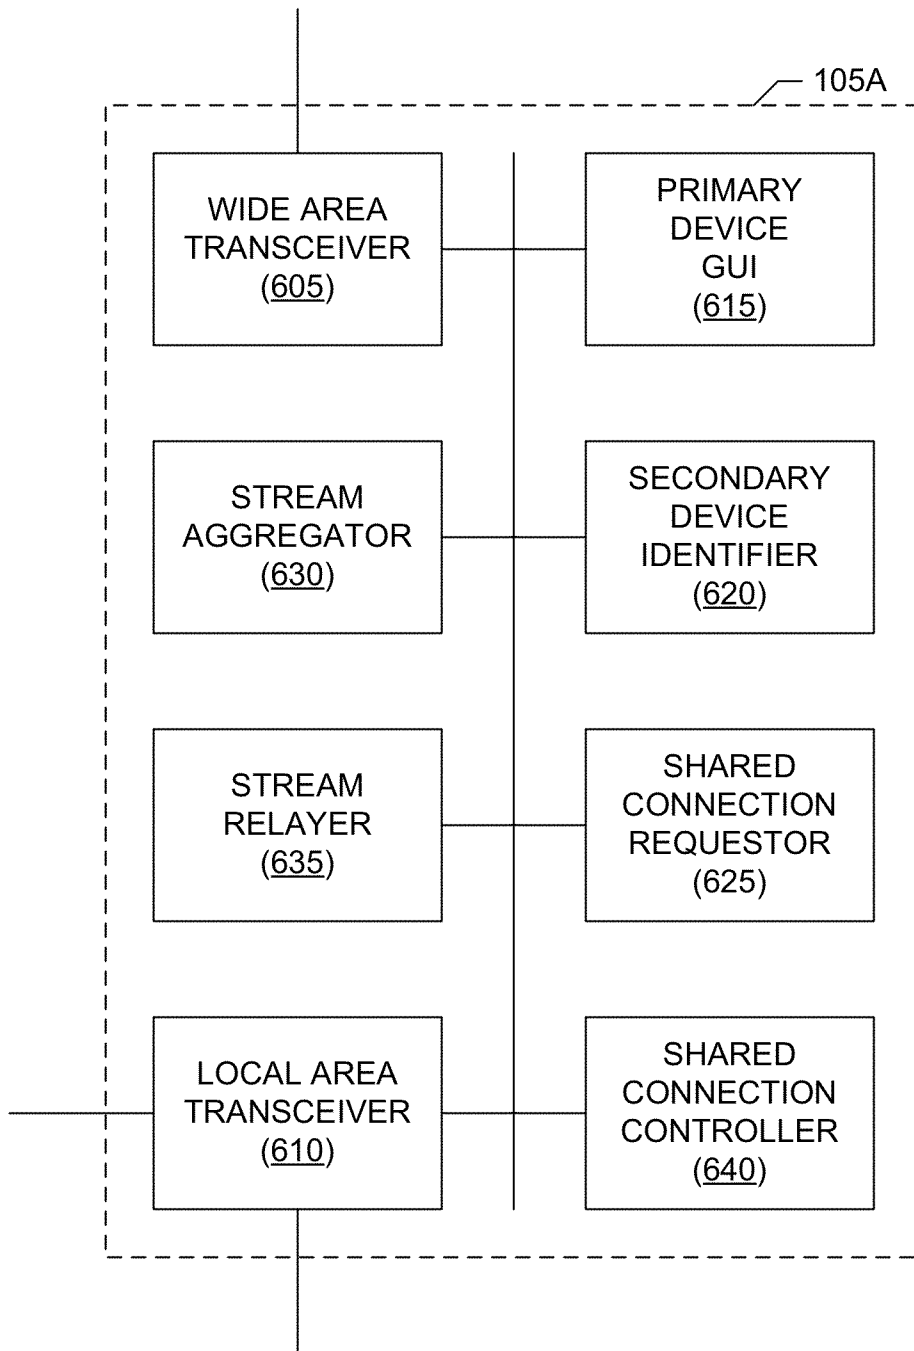 105A
WIDE AREA
TRANSCEIVER
(605)
PRIMARY
DEVICE
GUI
(615)
STREAM
AGGREGATOR
(630)
SECONDARY
DEVICE
IDENTIFIER
(620)
STREAM
RELAYER
(635)
SHARED
CONNECTION
REQUESTOR
(625)
LOCAL AREA
TRANSCEIVER
(610)
SHARED
CONNECTION
CONTROLLER
(640)